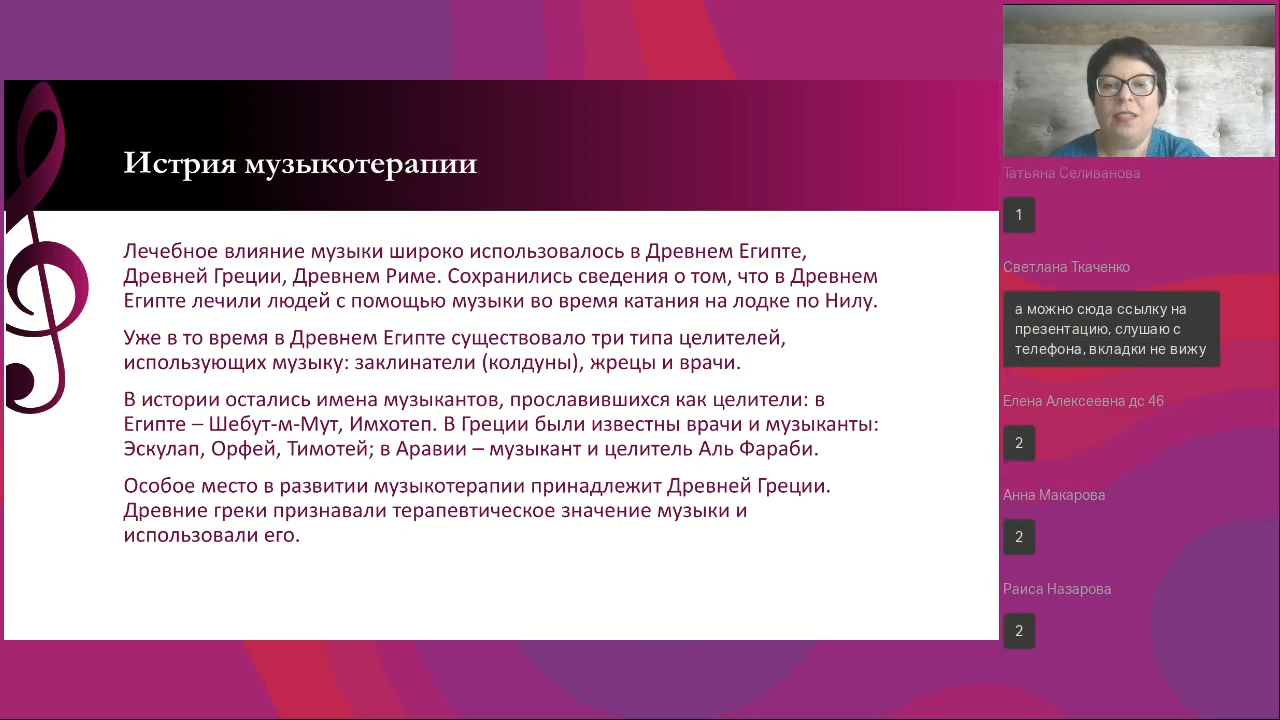 Истрия музыкотерапии
Лечебное влияние музыки широко использовалось в Древнем Египте,
Древней Греции, Древнем Риме. Сохранились сведения о том, что в Древнем
Египте лечили людей с помощью музыки во время катания на лодке по Нилу.
Уже в то время в Древнем Египте существовало три типа целителей,
использующих музыку: заклинатели (колдуны), жрецы и врачи.
В истории остались имена музыкантов, прославившихся как целители: в
Египте – Шебут-м-Мут, Имхотеп. В Греции были известны врачи и музыканты:
Эскулап, Орфей, Тимотей; в Аравии – музыкант и целитель Аль Фараби.
Особое место в развитии музыкотерапии принадлежит Древней Греции.
Древние греки признавали терапевтическое значение музыки и
использовали его.
Татьяна Селиванова
1
Светлана Ткаченко
а можно сюда ссылку на
презентацию, слушаю с
телефона, вкладки не вижу
Елена Алексеевна дс 46
2
Анна Макарова
2
Раиса Назарова
2